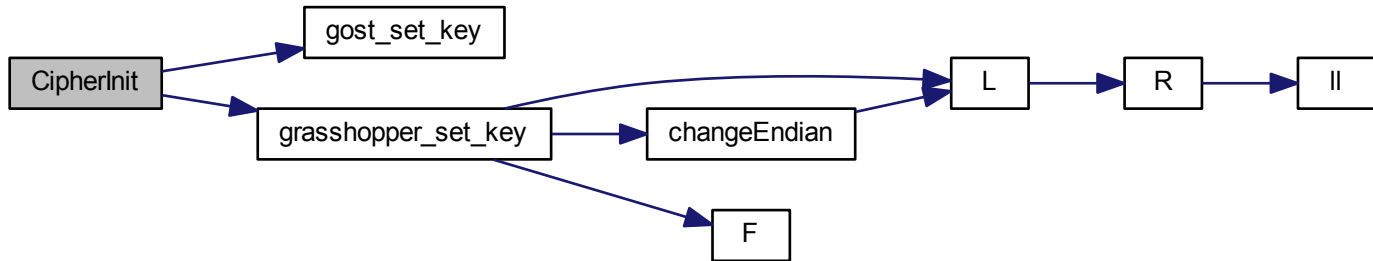 CipherInit
gost_set_key
grasshopper_set_key
changeEndian
F
L
R
ll